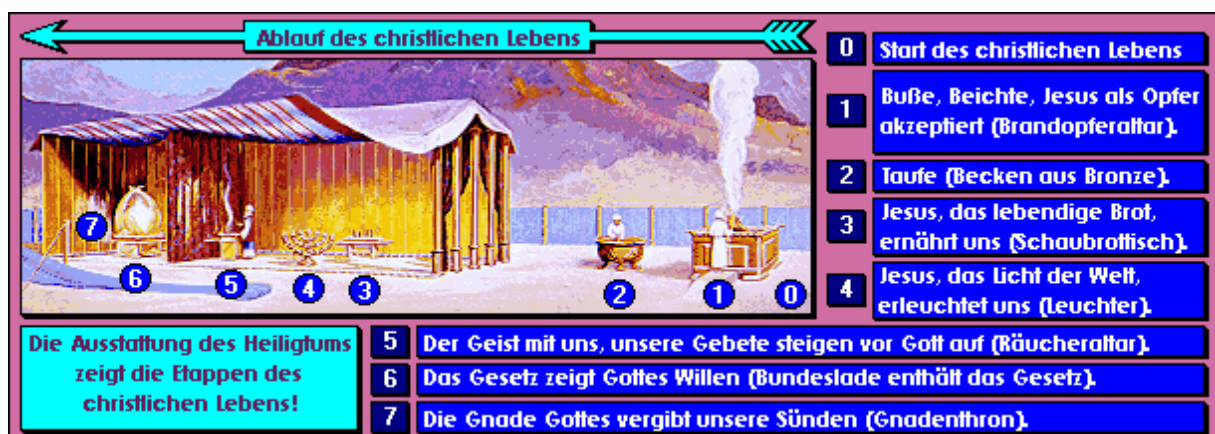 Ablauf des christlichen Lebens
0 Start des christlichen Lebens
1 Buße, Beichte, Jesus als Opfer
akzeptiert (Brandopferaltar).
2 Taufe (Becken aus Bronze).
3 Jesus, das lebendige Brot,
ernährt uns (Schaubrottisch).
4 Jesus, das Licht der Welt,
erleuchtet uns (Leuchter).
7
6
5
4
3
2
1
0
Die Ausstattung des Heiligtums
zeigt die Etappen des
christlichen Lebens!
5 Der Geist mit uns, unsere Gebete steigen vor Gott auf (Räucheraltar).
6 Das Gesetz zeigt Gottes Willen (Bundeslade enthält das Gesetz).
7 Die Gnade Gottes vergibt unsere Sünden (Gnadenthron).